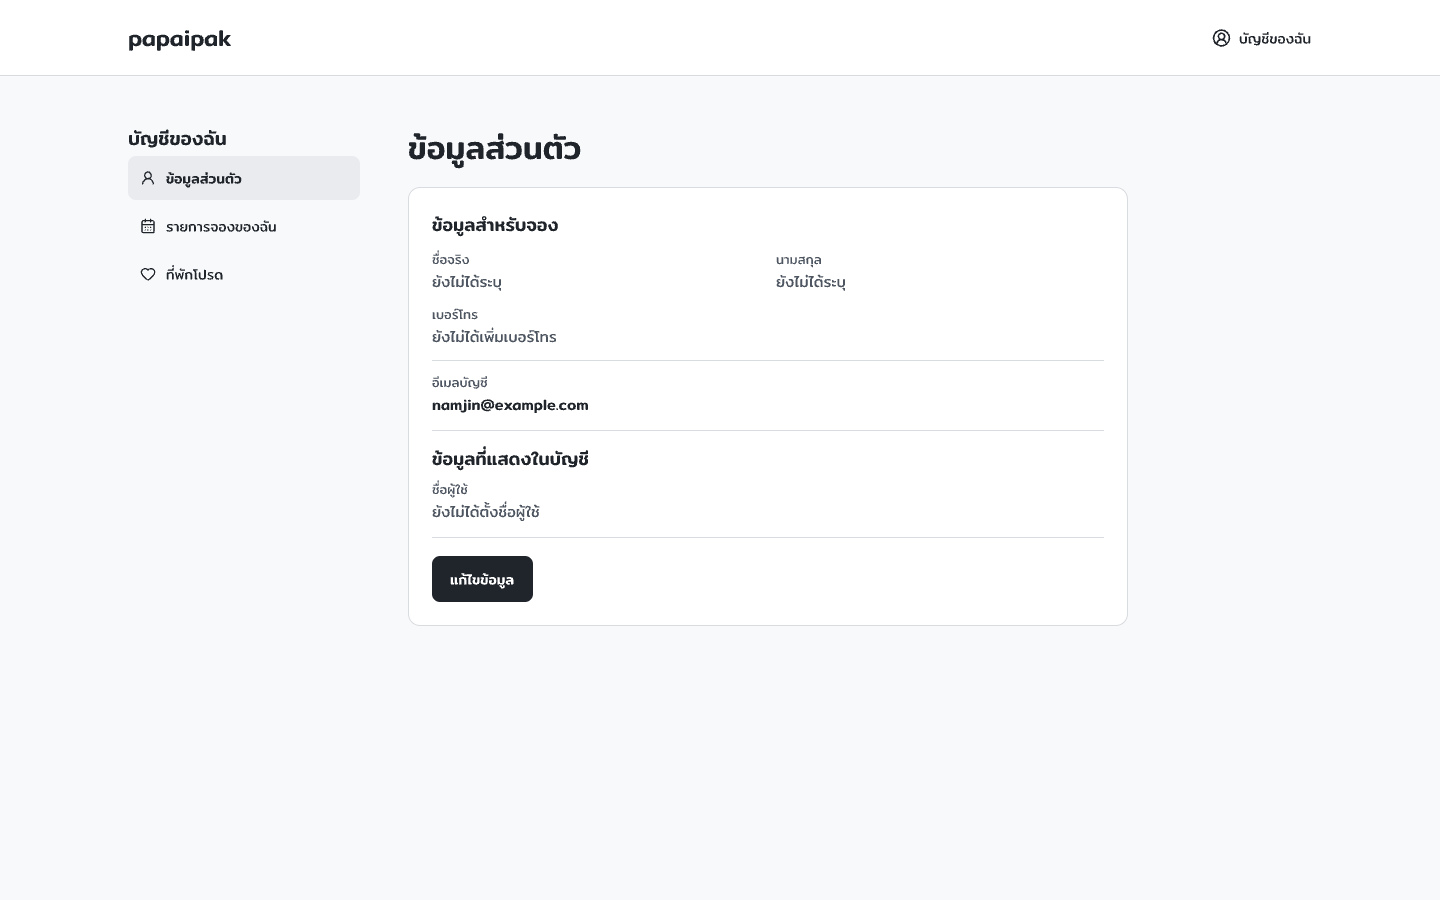 papaipak
บัญชีของฉัน
บัญชีของฉัน
ข้อมูลส่วนตัว
รายการจองของฉัน
ที่พักโปรด
ข้อมูลส่วนตัว
ข้อมูลสำหรับจอง
ชื่อจริง
ยังไม่ได้ระบุ
นามสกุล
ยังไม่ได้ระบุ
เบอร์โทร
ยังไม่ได้เพิ่มเบอร์โทร
อีเมลบัญชี
namjin@example.com
ข้อมูลที่แสดงในบัญชี
ชื่อผู้ใช้
ยังไม่ได้ตั้งชื่อผู้ใช้
แก้ไขข้อมูล